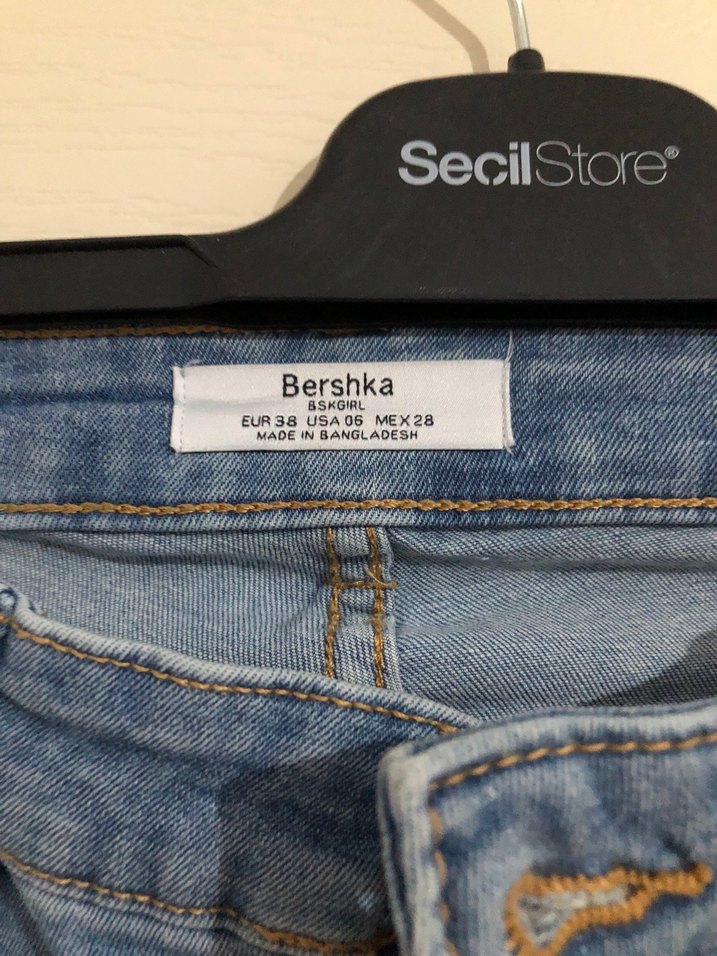 SecilStore®
Bershka
BSKGIRL
EUR 38 USA 06 MEX 28
MADE IN BANGLADESH